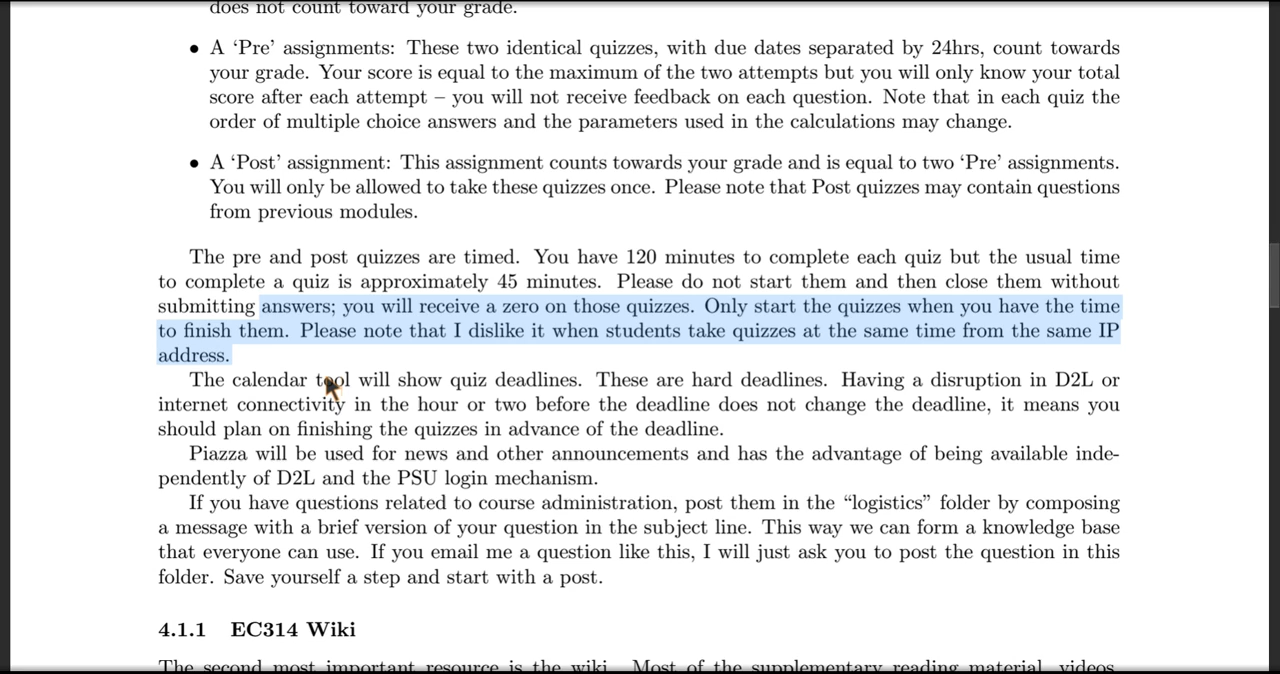 does not count toward your grade.
• A ‘Pre’ assignments: These two identical quizzes, with due dates separated by 24hrs, count towards
your grade. Your score is equal to the maximum of the two attempts but you will only know your total
score after each attempt – you will not receive feedback on each question. Note that in each quiz the
order of multiple choice answers and the parameters used in the calculations may change.
• A ‘Post’ assignment: This assignment counts towards your grade and is equal to two ‘Pre’ assignments.
You will only be allowed to take these quizzes once. Please note that Post quizzes may contain questions
from previous modules.
The pre and post quizzes are timed. You have 120 minutes to complete each quiz but the usual time
to complete a quiz is approximately 45 minutes. Please do not start them and then close them without
submitting answers; you will receive a zero on those quizzes. Only start the quizzes when you have the time
to finish them. Please note that I dislike it when students take quizzes at the same time from the same IP
address.
The calendar tool will show quiz deadlines. These are hard deadlines. Having a disruption in D2L or
internet connectivity in the hour or two before the deadline does not change the deadline, it means you
should plan on finishing the quizzes in advance of the deadline.
Piazza will be used for news and other announcements and has the advantage of being available inde-
pendently of D2L and the PSU login mechanism.
If you have questions related to course administration, post them in the “logistics” folder by composing
a message with a brief version of your question in the subject line. This way we can form a knowledge base
that everyone can use. If you email me a question like this, I will just ask you to post the question in this
folder. Save yourself a step and start with a post.
4.1.1 EC314 Wiki
The second most important resource is the wiki. Most of the supplementary reading material, videos,